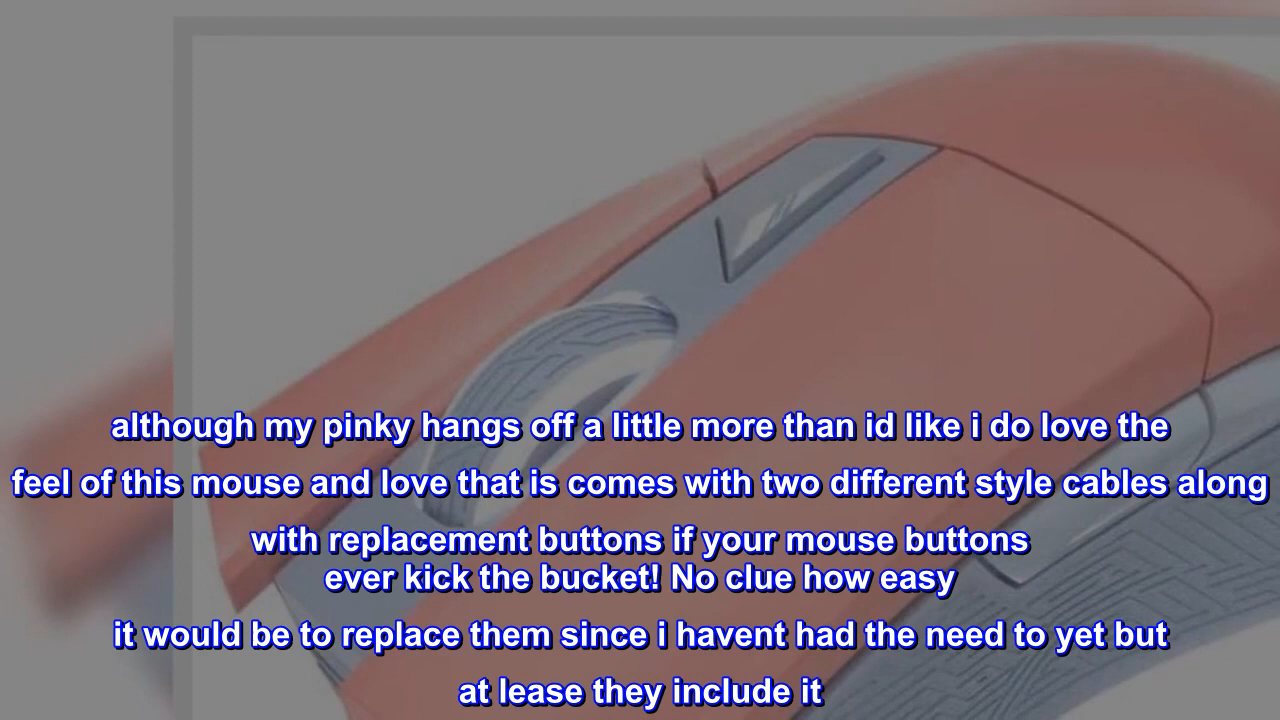 although my pinky hangs off a little more than id like i do love the
feel of this mouse and love that is comes with two different style cables along
with replacement buttons if your mouse buttons
ever kick the bucket! No clue how easy
it would be to replace them since i havent had the need to yet but
at lease they include it